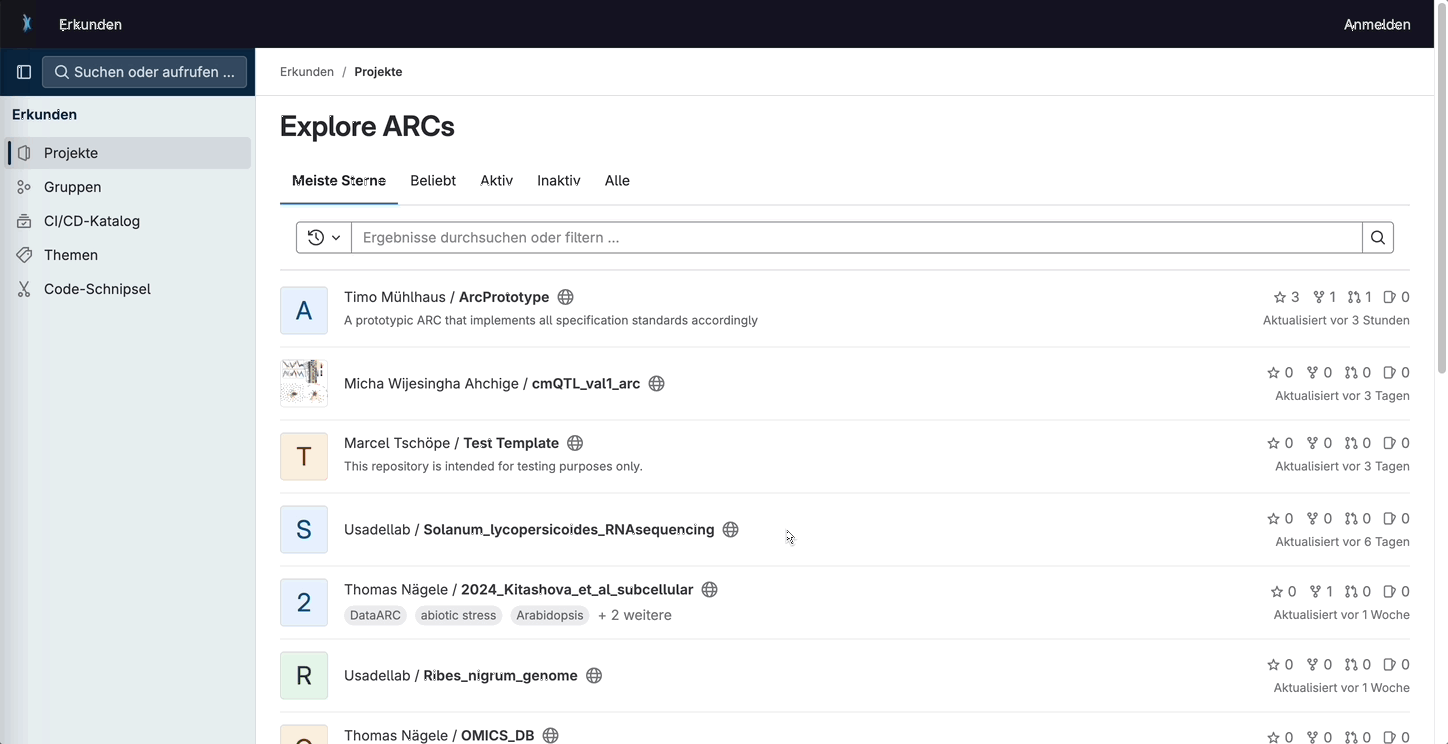 Erkunden
Anmelden
Suchen oder aufrufen ...
Erkunden / Projekte
Erkunden
Projekte
Gruppen
CI/CD-Katalog
Themen
Code-Schnipsel
Explore ARCs
Meiste Sterne Beliebt Aktiv Inaktiv Alle
Ergebnisse durchsuchen oder filtern ...
A
Timo Mühlhaus / ArcPrototype
3 1 1 0
A prototypic ARC that implements all specification standards accordingly
Aktualisiert vor 3 Stunden
Micha Wijesingha Ahchige / cmQTL_val1_arc
0 0 0 0
Aktualisiert vor 3 Tagen
T
Marcel Tschöpe / Test Template
0 0 0 0
This repository is intended for testing purposes only.
Aktualisiert vor 3 Tagen
S
Usadellab / Solanum_lycopersicoides_RNAsequencing
0 0 0 0
Aktualisiert vor 6 Tagen
2
Thomas Nägele / 2024_Kitashova_et_al_subcellular
0 1 0 0
DataARC abiotic stress Arabidopsis + 2 weitere
Aktualisiert vor 1 Woche
R
Usadellab / Ribes_nigrum_genome
0 0 0 0
Aktualisiert vor 1 Woche
Thomas Nägele / OMICS_DB
0 0 0 0